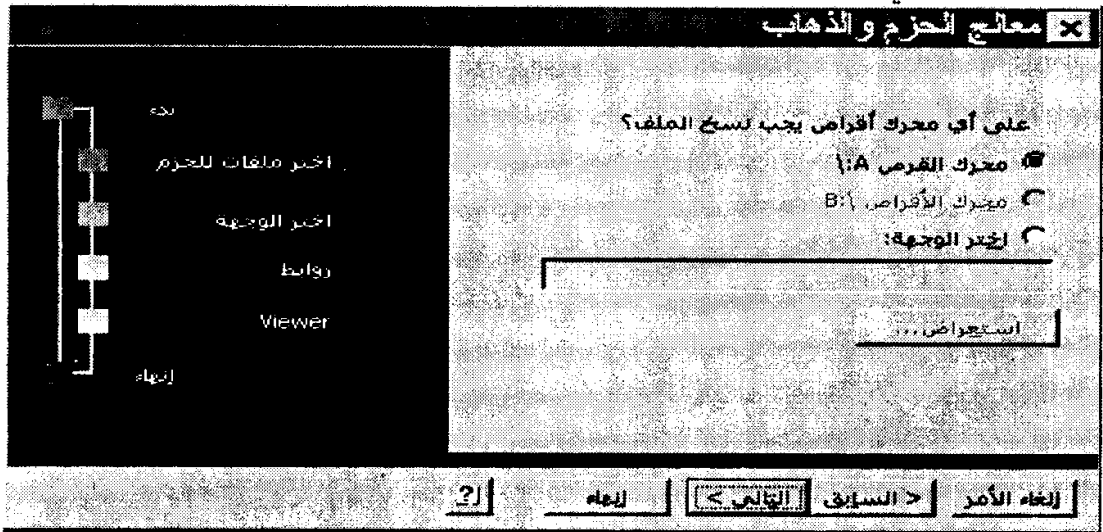 معالج الحزم والذهاب
على أي محرك أقراص يجب نسخ الملف؟
محرك القرص A:\
محرك الأقراص B:\
اختر الوجهة:
استعراض...
بدء
اختر ملفات للحزم
اختر الوجهة
روابط
Viewer
إنهاء
إلغاء الأمر
< السابق
التالي >
إنهاء
?